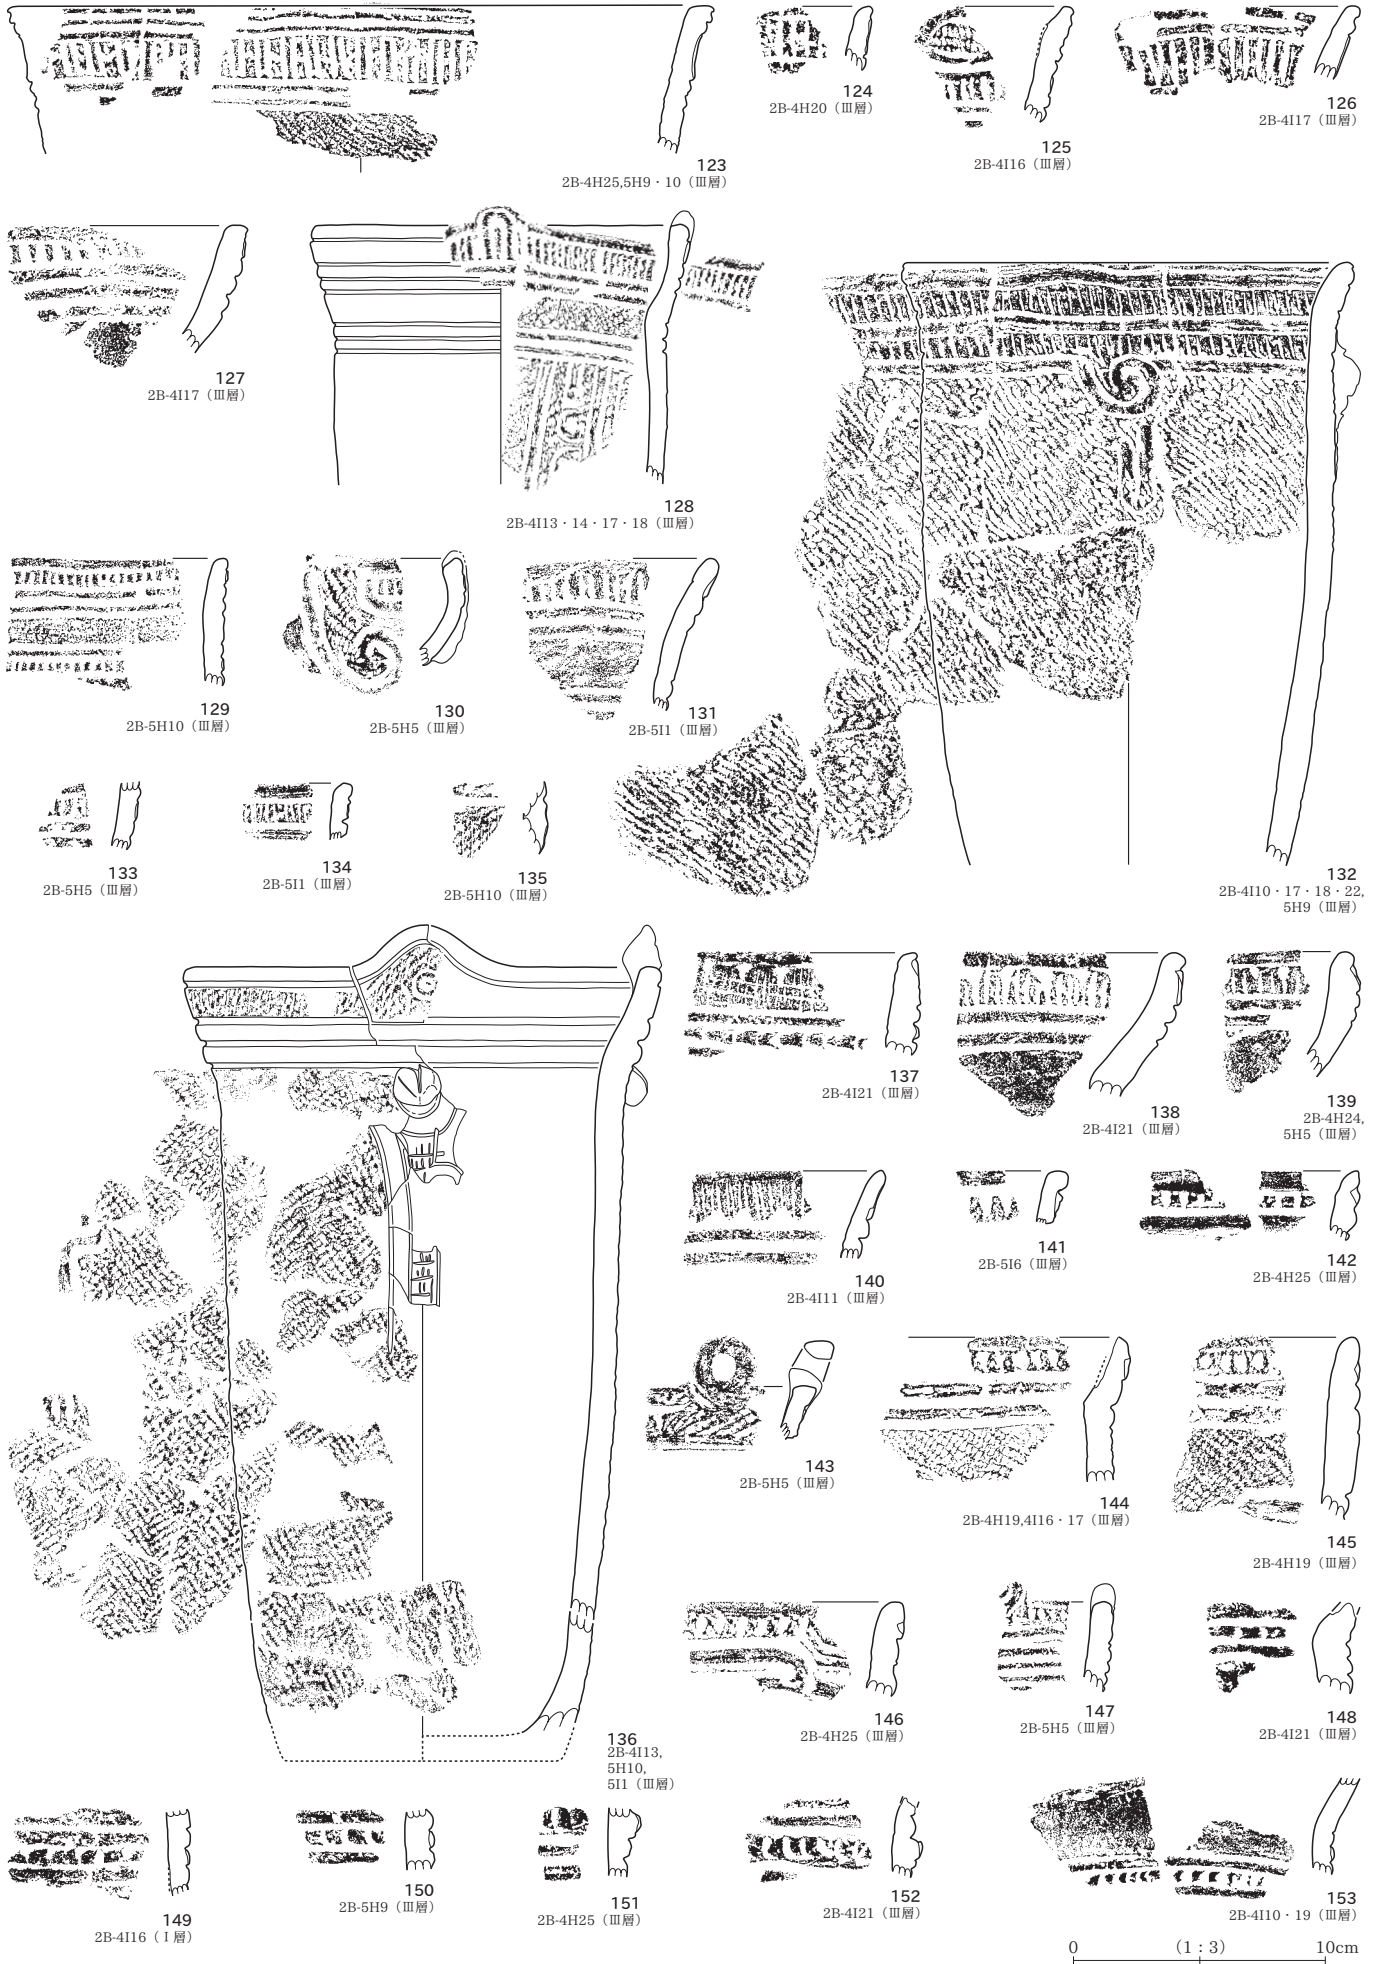 123
2B-4H25,5H9・10（Ⅲ層）
124
2B-4H20（Ⅲ層）
125
2B-4I16（Ⅲ層）
126
2B-4I17（Ⅲ層）
127
2B-4I17（Ⅲ層）
128
2B-4I13・14・17・18（Ⅲ層）
129
2B-5H10（Ⅲ層）
130
2B-5H5（Ⅲ層）
131
2B-5I1（Ⅲ層）
132
2B-4I10・17・18・22,
5H9（Ⅲ層）
133
2B-5H5（Ⅲ層）
134
2B-5I1（Ⅲ層）
135
2B-5H10（Ⅲ層）
136
2B-4I13,
5H10,
5I1（Ⅲ層）
137
2B-4I21（Ⅲ層）
138
2B-4I21（Ⅲ層）
139
2B-4H24,
5H5（Ⅲ層）
140
2B-4I11（Ⅲ層）
141
2B-5I6（Ⅲ層）
142
2B-4H25（Ⅲ層）
143
2B-5H5（Ⅲ層）
144
2B-4H19,4I16・17（Ⅲ層）
145
2B-4H19（Ⅲ層）
146
2B-4H25（Ⅲ層）
147
2B-5H5（Ⅲ層）
148
2B-4I21（Ⅲ層）
149
2B-4I16（Ⅰ層）
150
2B-5H9（Ⅲ層）
151
2B-4H25（Ⅲ層）
152
2B-4I21（Ⅲ層）
153
2B-4I10・19（Ⅲ層）
0 （1：3） 10cm